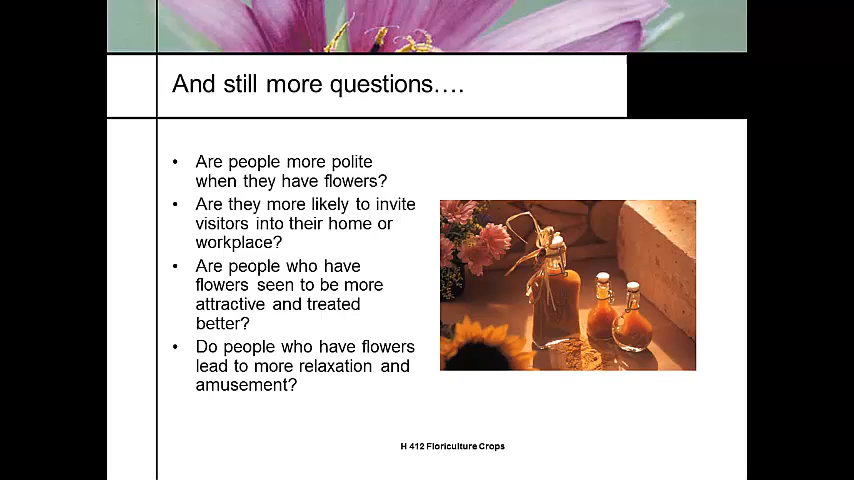 And still more questions….
• Are people more polite
when they have flowers?
• Are they more likely to invite
visitors into their home or
workplace?
• Are people who have
flowers seen to be more
attractive and treated
better?
• Do people who have flowers
lead to more relaxation and
amusement?
H 412 Floriculture Crops